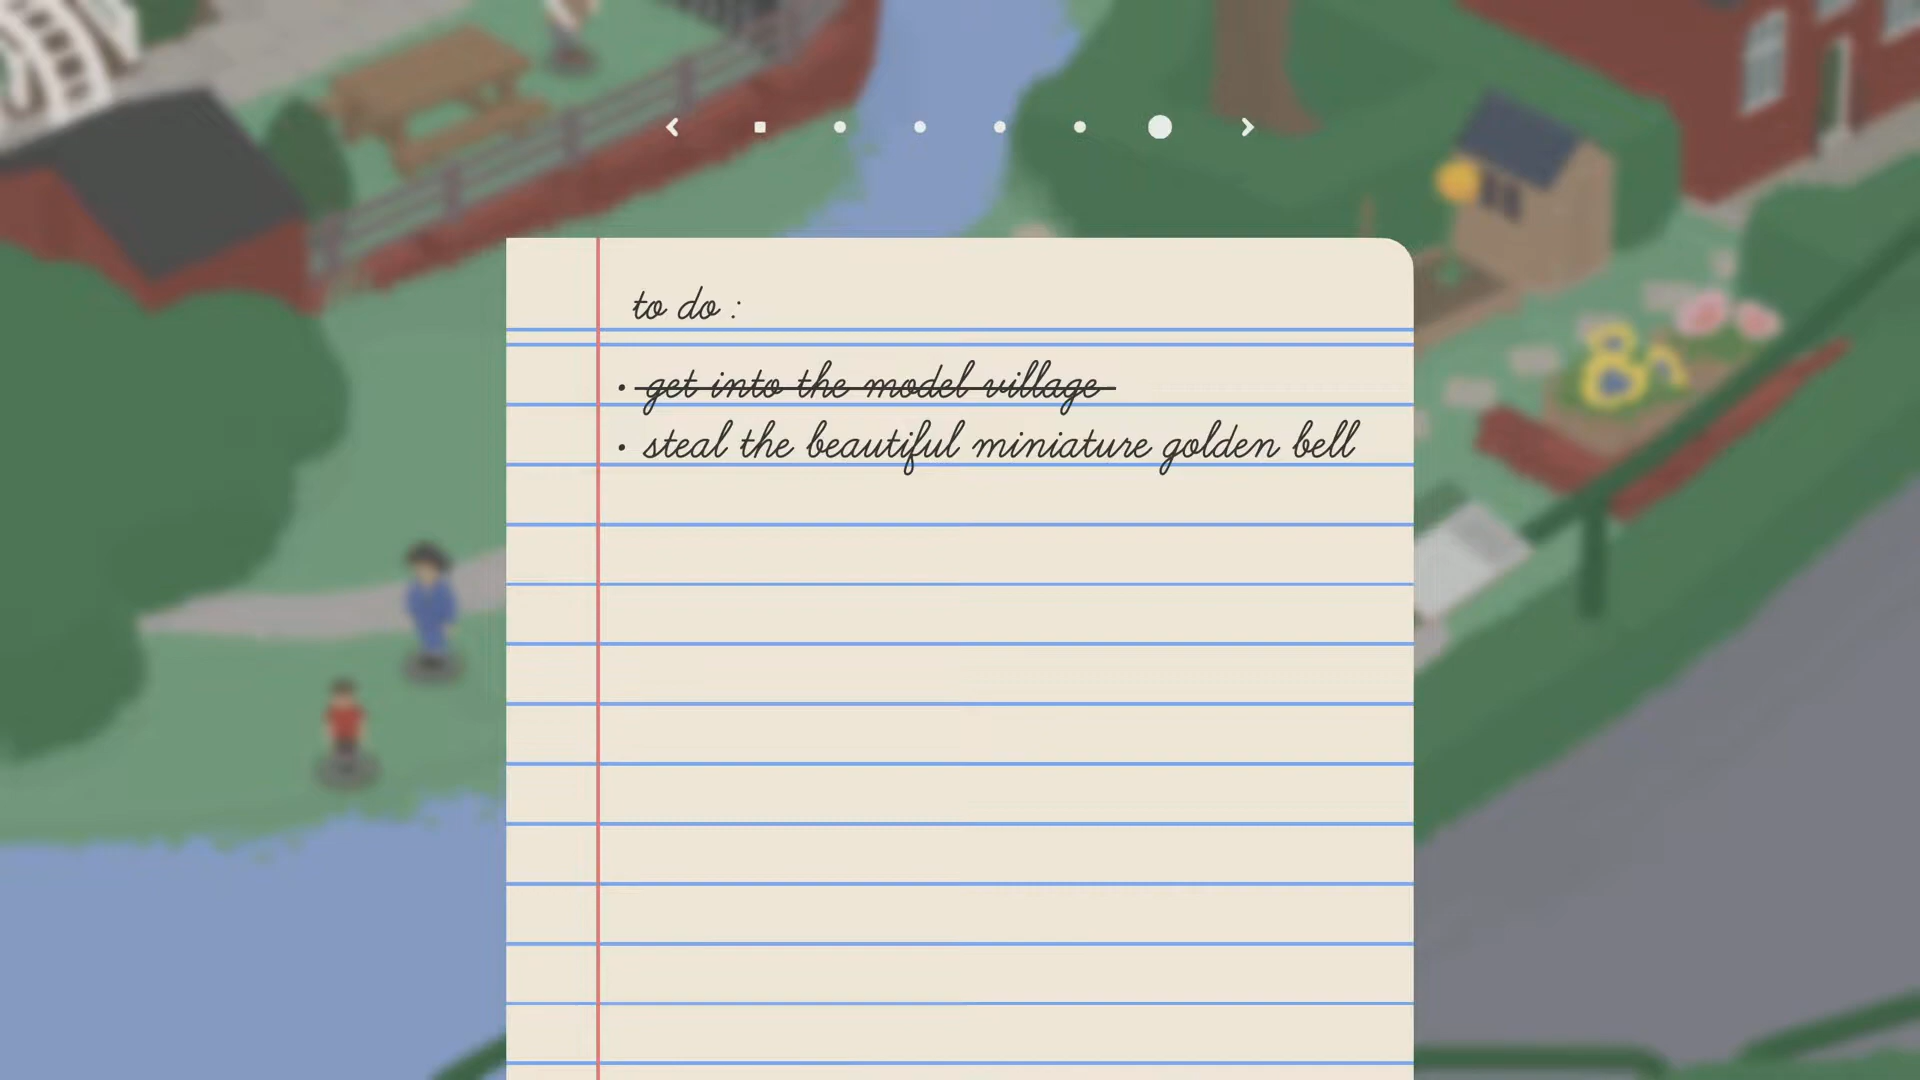 to do :
• get into the model village
• steal the beautiful miniature golden bell